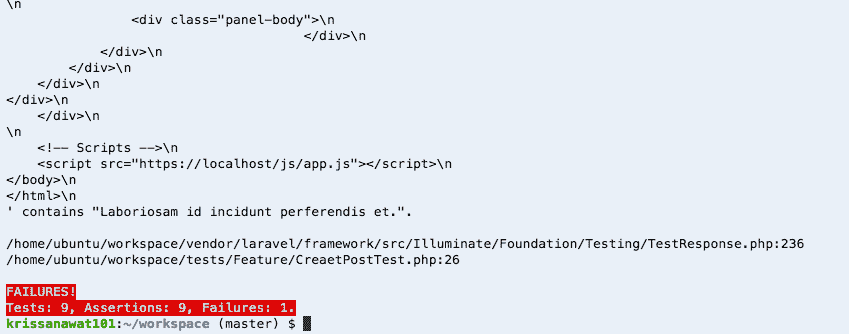 \n
<div class="panel-body">\n
</div>\n
</div>\n
</div>\n
</div>\n
</div>\n
</div>\n
\n
<!-- Scripts -->\n
<script src="https://localhost/js/app.js"></script>\n
</body>\n
</html>\n
' contains "Laboriosam id incidunt perferendis et.".
/home/ubuntu/workspace/vendor/laravel/framework/src/Illuminate/Foundation/Testing/TestResponse.php:236
/home/ubuntu/workspace/tests/Feature/CreaetPostTest.php:26
FAILURES!
Tests: 9, Assertions: 9, Failures: 1.
krissanawat101:~/workspace (master) $